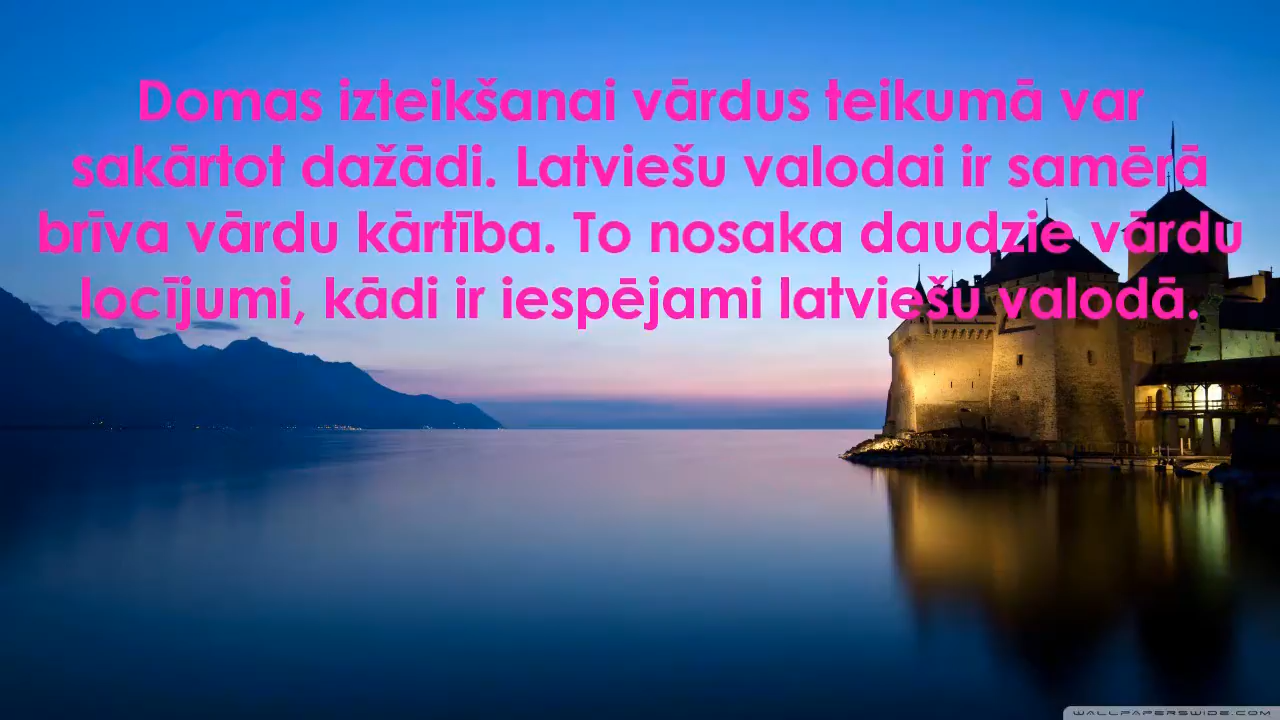 Domas izteikšanai vārdus teikumā var
sakārtot dažādi. Latviešu valodai ir samērā
brīva vārdu kārtība. To nosaka daudzie vārdu
locījumi, kādi ir iespējami latviešu valodā.
WALLPAPERSWIDE.COM